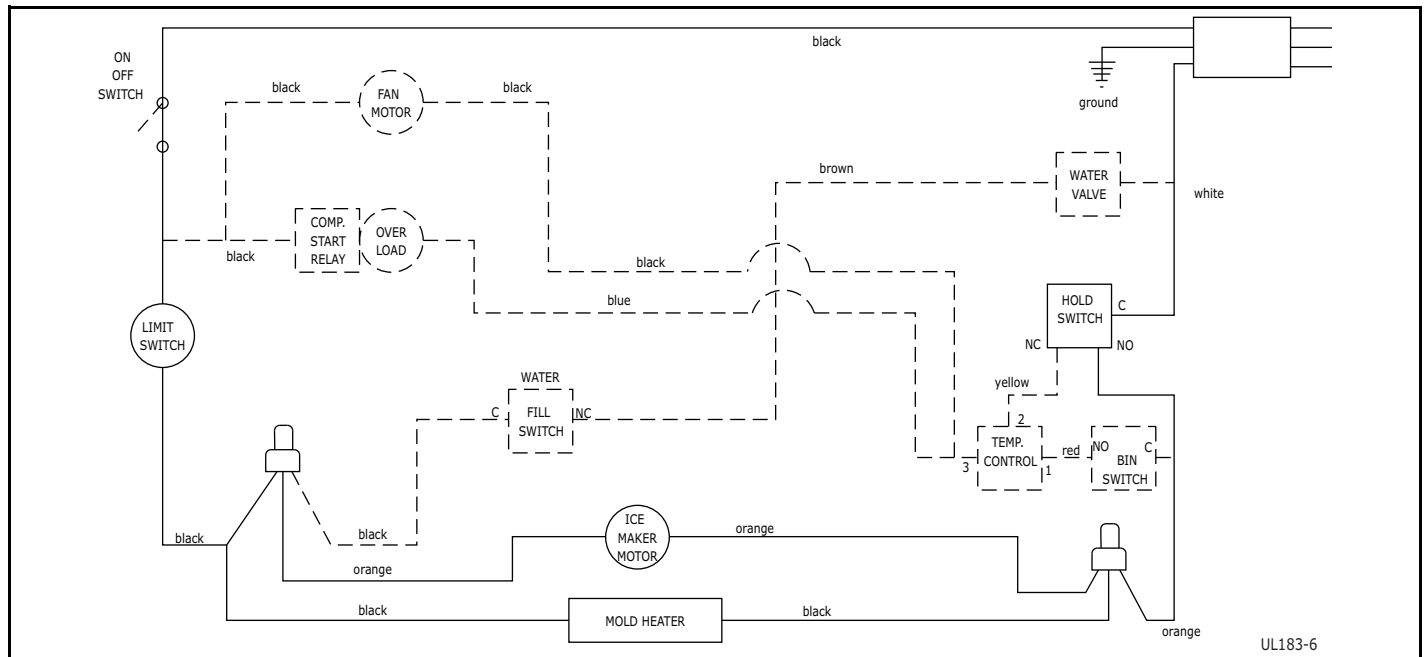 black
ON
OFF
SWITCH
ground
black
FAN
MOTOR
black
brown
WATER
VALVE
white
COMP.
START
RELAY
OVER
LOAD
black
black
blue
HOLD
SWITCH
C
NC
NO
LIMIT
SWITCH
yellow
2
WATER
C
FILL
SWITCH
NC
TEMP.
CONTROL
3
1
red
NO
C
BIN
SWITCH
black
black
orange
ICE
MAKER
MOTOR
orange
black
MOLD HEATER
black
orange
UL183-6